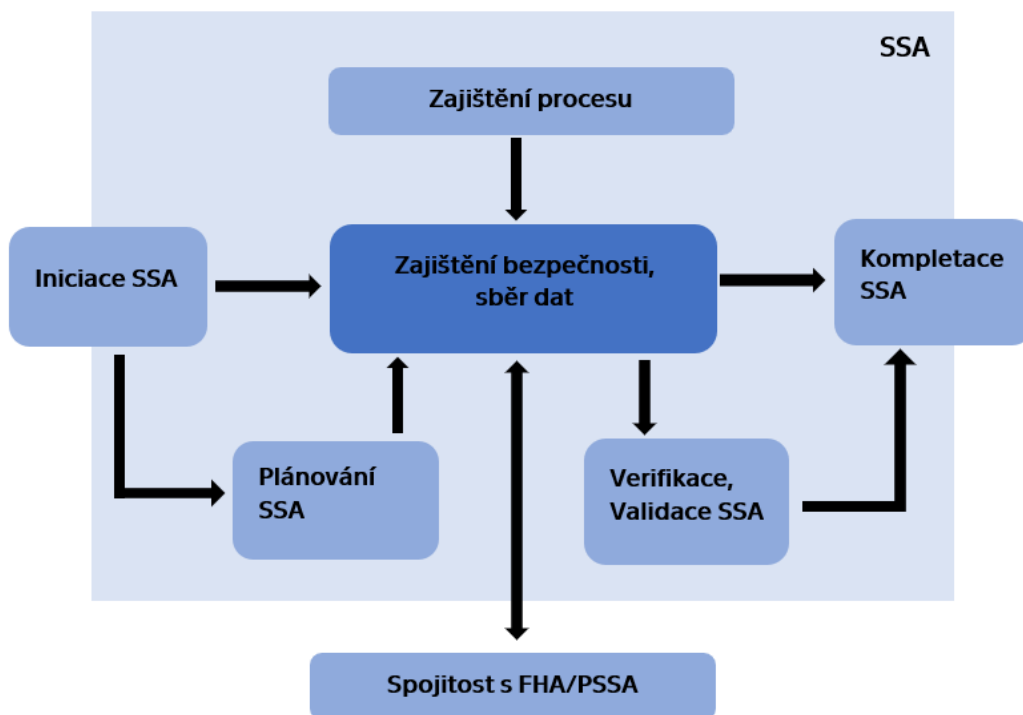 SSA
Zajištění procesu
Iniciace SSA
Zajištění bezpečnosti,
sběr dat
Kompletace
SSA
Plánování
SSA
Verifikace,
Validace SSA
Spojitost s FHA/PSSA